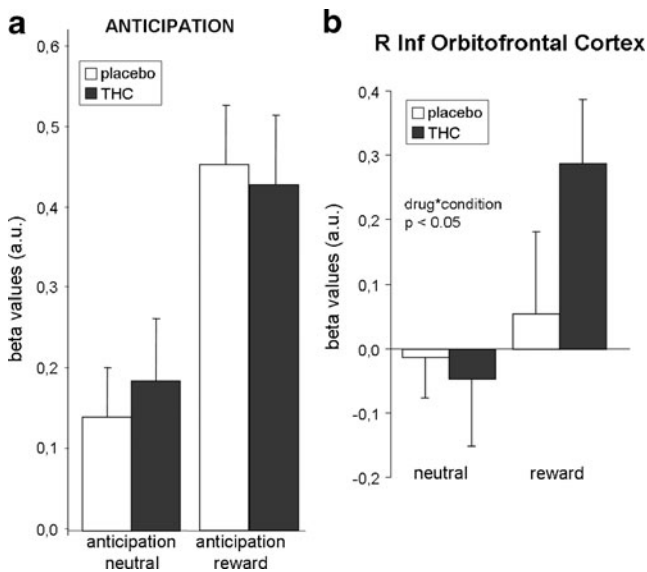 a
ANTICIPATION
0,6
0,5
0,4
0,3
0,2
0,1
0,0
beta values (a.u.)
placebo
THC
anticipation neutral
anticipation reward
b
R Inf Orbitofrontal Cortex
0,4
0,3
0,2
0,1
0,0
-0,1
-0,2
beta values (a.u.)
placebo
THC
drug*condition
p < 0.05
neutral
reward